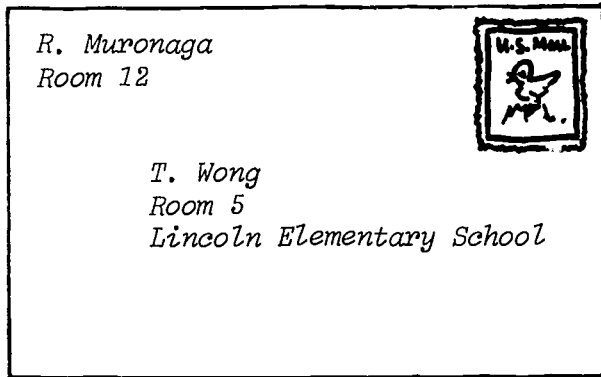 R. Muronaga
Room 12
U.S. Mail
T. Wong
Room 5
Lincoln Elementary School